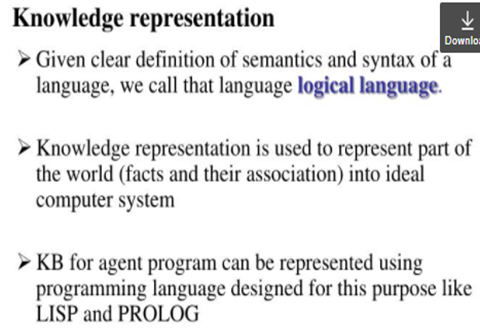 Knowledge representation
➢ Given clear definition of semantics and syntax of a
language, we call that language logical language.
➢ Knowledge representation is used to represent part of
the world (facts and their association) into ideal
computer system
➢ KB for agent program can be represented using
programming language designed for this purpose like
LISP and PROLOG